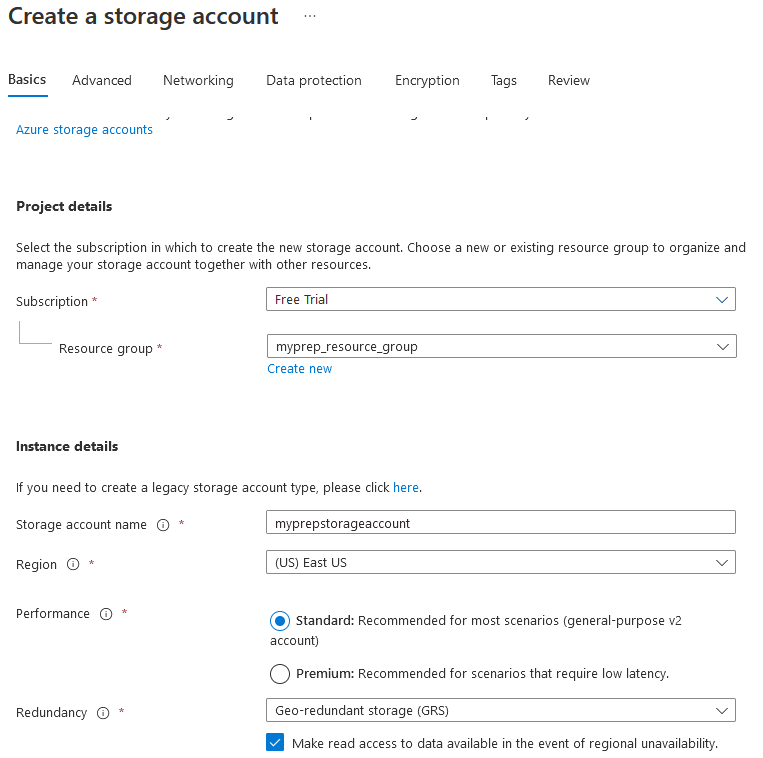 Create a storage account ...
Basics Advanced Networking Data protection Encryption Tags Review
Azure storage accounts
Project details
Select the subscription in which to create the new storage account. Choose a new or existing resource group to organize and
manage your storage account together with other resources.
Subscription * Free Trial
Resource group * myprep_resource_group
Create new
Instance details
If you need to create a legacy storage account type, please click here.
Storage account name * myprepstorageaccount
Region * (US) East US
Performance * Standard: Recommended for most scenarios (general-purpose v2
account)
Premium: Recommended for scenarios that require low latency.
Redundancy * Geo-redundant storage (GRS)
Make read access to data available in the event of regional unavailability.